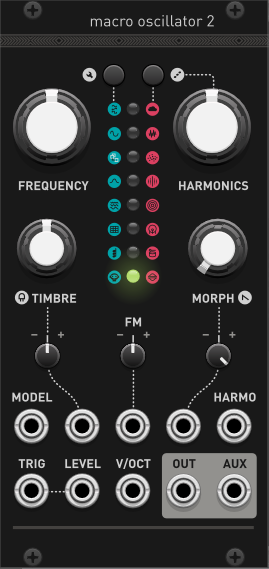 macro oscillator 2
FREQUENCY HARMONICS
TIMBRE MORPH
FM
− + − + − +
MODEL HARMO
TRIG LEVEL V/OCT OUT AUX